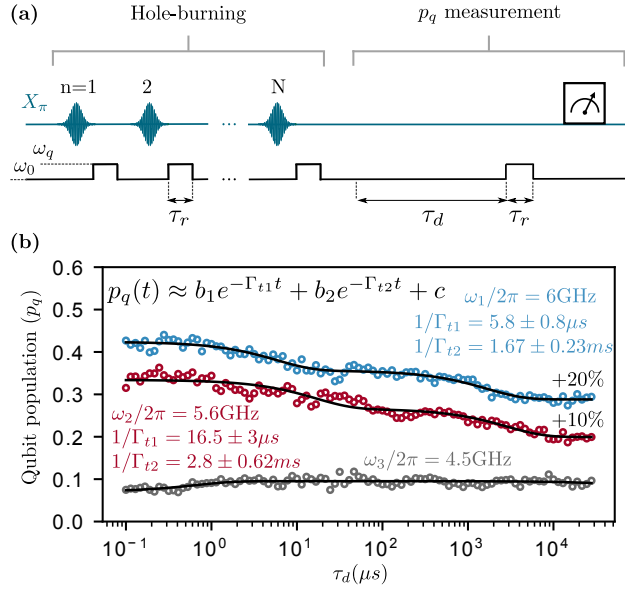 (a)
Hole-burning
p_q measurement
n=1 2 N
X_π
ω_q
ω_0
...
...
τ_r
τ_d
τ_r
(b)
p_q(t) ≈ b_1e^{-Γ_{t1}t} + b_2e^{-Γ_{t2}t} + c
ω_1/2π = 6GHz
1/Γ_{t1} = 5.8 ± 0.8μs
1/Γ_{t2} = 1.67 ± 0.23ms
+20%
+10%
ω_2/2π = 5.6GHz
1/Γ_{t1} = 16.5 ± 3μs
1/Γ_{t2} = 2.8 ± 0.62ms
ω_3/2π = 4.5GHz
Qubit population (p_q)
0.6
0.5
0.4
0.3
0.2
0.1
0.0
10^{-1} 10^0 10^1 10^2 10^3 10^4
τ_d(μs)